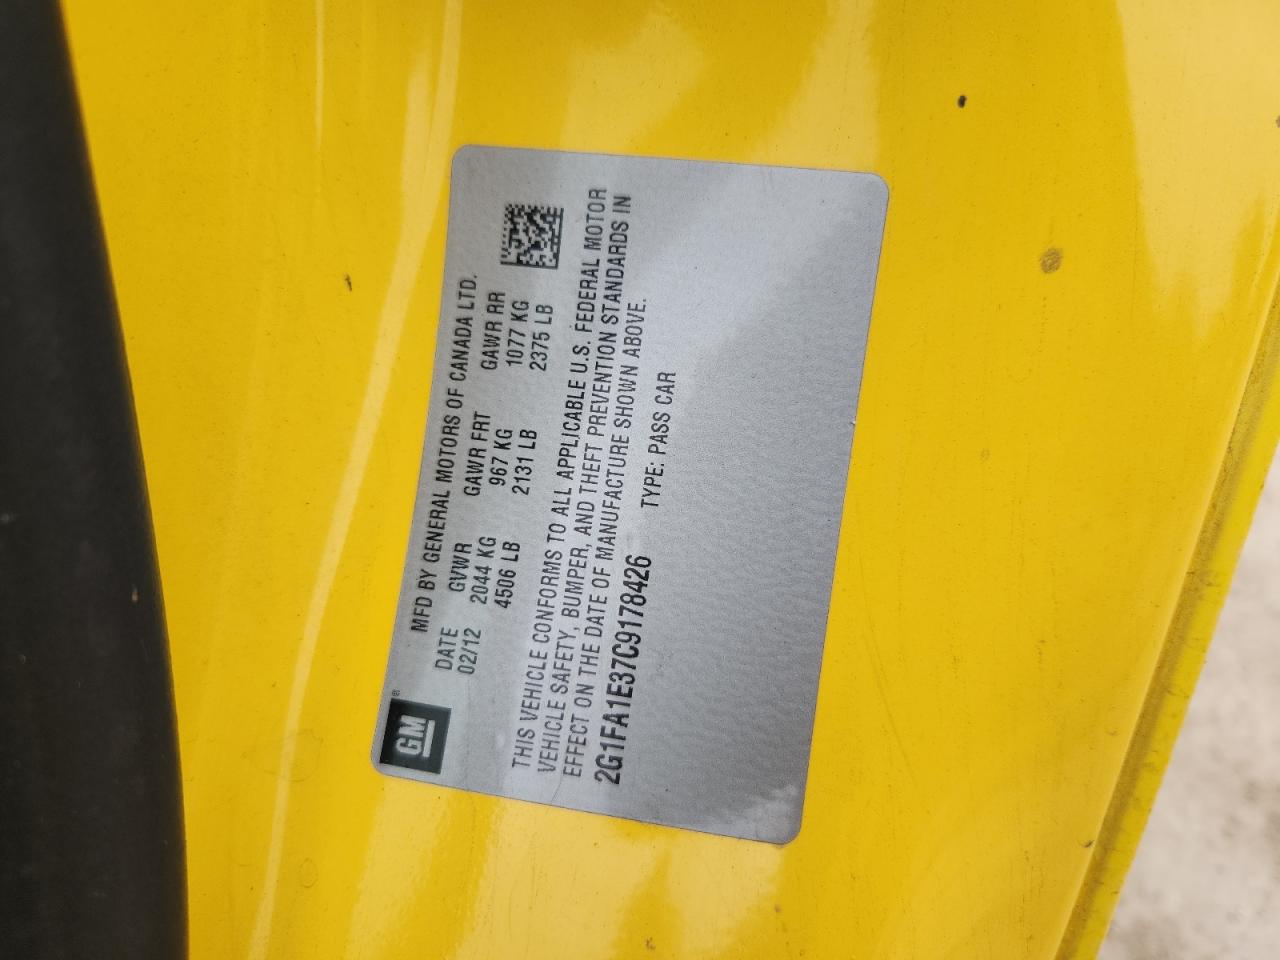 GM
MFD BY GENERAL MOTORS OF CANADA LTD.
DATE GVWR GAWR FRT GAWR RR
02/12 2044 KG 967 KG 1077 KG
4506 LB 2131 LB 2375 LB
THIS VEHICLE CONFORMS TO ALL APPLICABLE U.S. FEDERAL MOTOR
VEHICLE SAFETY, BUMPER, AND THEFT PREVENTION STANDARDS IN
EFFECT ON THE DATE OF MANUFACTURE SHOWN ABOVE.
2G1FA1E37C9178426 TYPE: PASS CAR